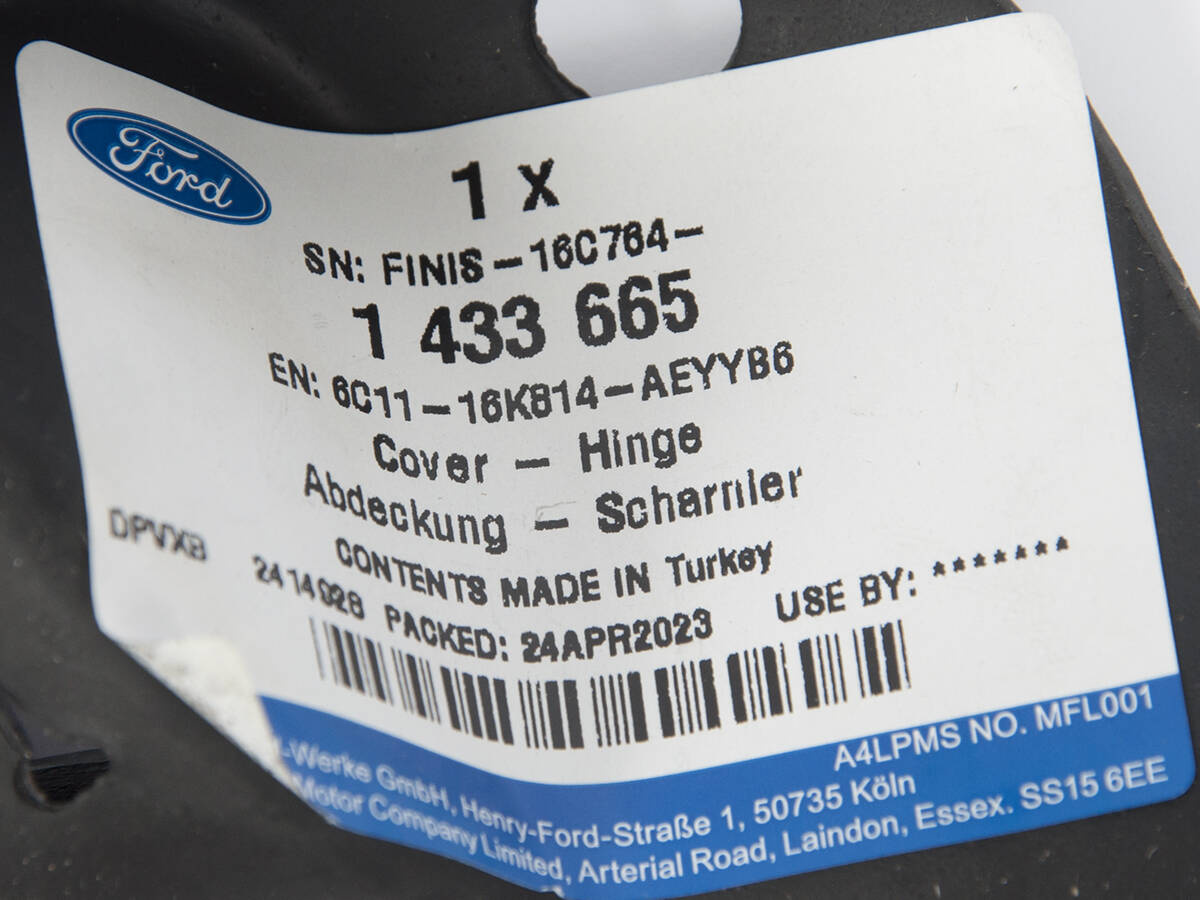 Ford
1 X
SN: FINIS-16C764-
1 433 665
EN: 6C11-16K814-AEYYB6
Cover - Hinge
Abdeckung - Scharnier
CONTENTS MADE IN Turkey
DPVXB 2414028 PACKED: 24APR2023 USE BY: *******
A4LPMS NO. MFL001
-Werke GmbH, Henry-Ford-Straße 1, 50735 Köln
Motor Company Limited, Arterial Road, Laindon, Essex. SS15 6EE